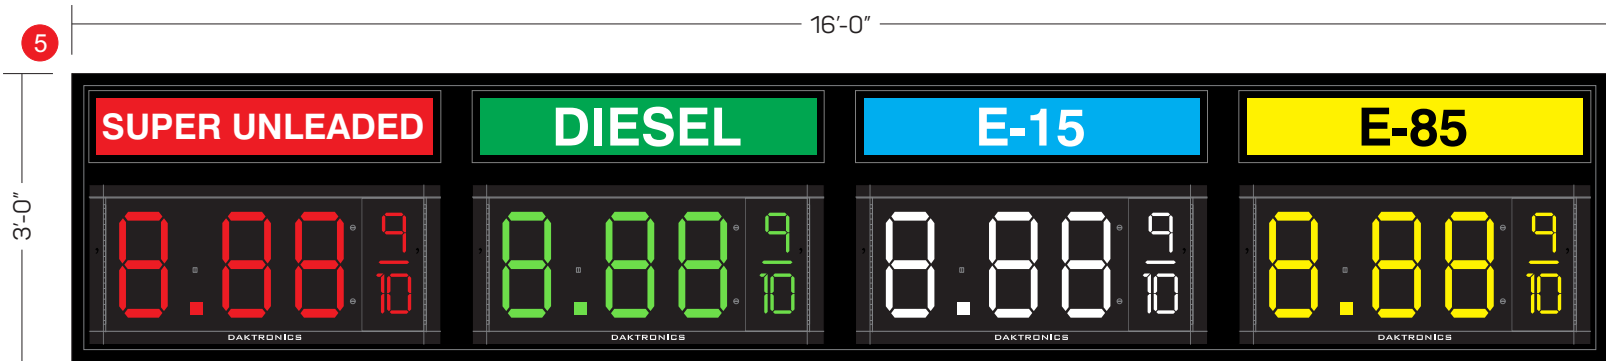 16'-0"
5
SUPER UNLEADED
DIESEL
E-15
E-85
3'-0"
8.88 9/10
8.88 9/10
8.88 9/10
8.88 9/10
DAKTRONICS
DAKTRONICS
DAKTRONICS
DAKTRONICS